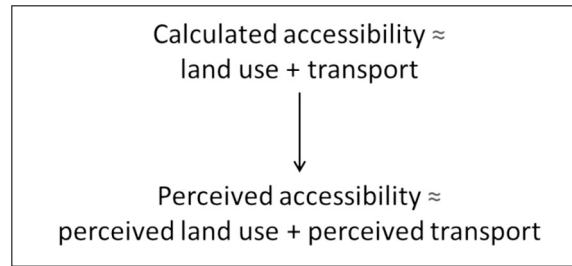 Calculated accessibility ≈
land use + transport
Perceived accessibility ≈
perceived land use + perceived transport